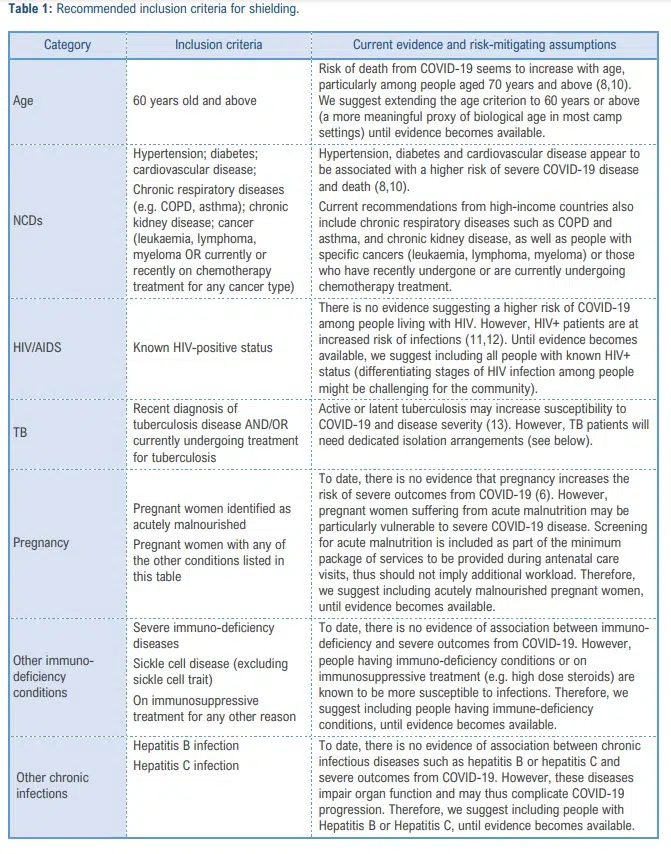 Table 1: Recommended inclusion criteria for shielding.
Category
Inclusion criteria
Current evidence and risk-mitigating assumptions
Age
60 years old and above
Risk of death from COVID-19 seems to increase with age,
particularly among people aged 70 years and above (8,10).
We suggest extending the age criterion to 60 years or above
(a more meaningful proxy of biological age in most camp
settings) until evidence becomes available.
NCDs
Hypertension; diabetes;
cardiovascular disease;
Chronic respiratory diseases
(e.g. COPD, asthma); chronic
kidney disease; cancer
(leukaemia, lymphoma,
myeloma OR currently or
recently on chemotherapy
treatment for any cancer type)
Hypertension, diabetes and cardiovascular disease appear to
be associated with a higher risk of severe COVID-19 disease
and death (8,10).
Current recommendations from high-income countries also
include chronic respiratory diseases such as COPD and
asthma, and chronic kidney disease, as well as people with
specific cancers (leukaemia, lymphoma, myeloma) or those
who have recently undergone or are currently undergoing
chemotherapy treatment.
HIV/AIDS
Known HIV-positive status
There is no evidence suggesting a higher risk of COVID-19
among people living with HIV. However, HIV+ patients are at
increased risk of infections (11,12). Until evidence becomes
available, we suggest including all people with known HIV+
status (differentiating stages of HIV infection among people
might be challenging for the community).
TB
Recent diagnosis of
tuberculosis disease AND/OR
currently undergoing treatment
for tuberculosis
Active or latent tuberculosis may increase susceptibility to
COVID-19 and disease severity (13). However, TB patients will
need dedicated isolation arrangements (see below).
Pregnancy
Pregnant women identified as
acutely malnourished
Pregnant women with any of
the other conditions listed in
this table
To date, there is no evidence that pregnancy increases the
risk of severe outcomes from COVID-19 (6). However,
pregnant women suffering from acute malnutrition may be
particularly vulnerable to severe COVID-19 disease. Screening
for acute malnutrition is included as part of the minimum
package of services to be provided during antenatal care
visits, thus should not imply additional workload. Therefore,
we suggest including acutely malnourished pregnant women,
until evidence becomes available.
Other immuno-
deficiency
conditions
Severe immuno-deficiency
diseases
Sickle cell disease (excluding
sickle cell trait)
On immunosuppressive
treatment for any other reason
To date, there is no evidence of association between immuno-
deficiency and severe outcomes from COVID-19. However,
people having immuno-deficiency conditions or on
immunosuppressive treatment (e.g. high dose steroids) are
known to be more susceptible to infections. Therefore, we
suggest including people having immune-deficiency
conditions, until evidence becomes available.
Other chronic
infections
Hepatitis B infection
Hepatitis C infection
To date, there is no evidence of association between chronic
infectious diseases such as hepatitis B or hepatitis C and
severe outcomes from COVID-19. However, these diseases
impair organ function and may thus complicate COVID-19
progression. Therefore, we suggest including people with
Hepatitis B or Hepatitis C, until evidence becomes available.